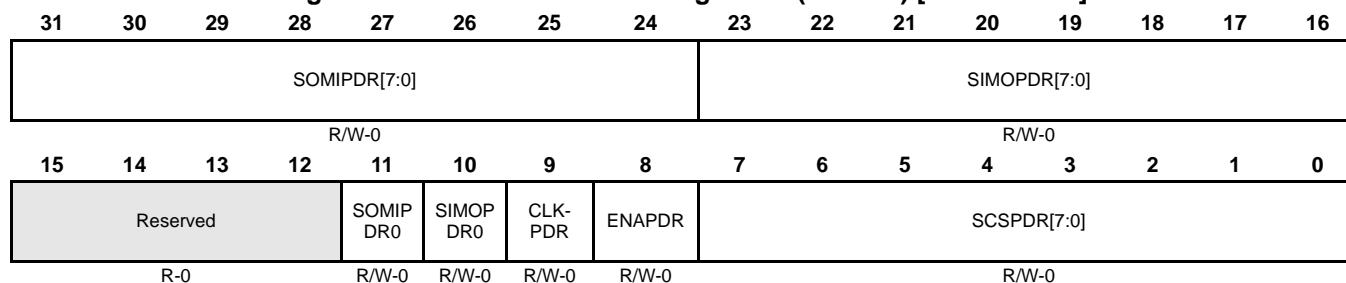 31 30 29 28 27 26 25 24 23 22 21 20 19 18 17 16
SOMIPDR[7:0] SIMOPDR[7:0]
R/W-0 R/W-0
15 14 13 12 11 10 9 8 7 6 5 4 3 2 1 0
Reserved SOMIP DR0 SIMOP DR0 CLK- PDR ENAPDR SCSPDR[7:0]
R-0 R/W-0 R/W-0 R/W-0 R/W-0 R/W-0